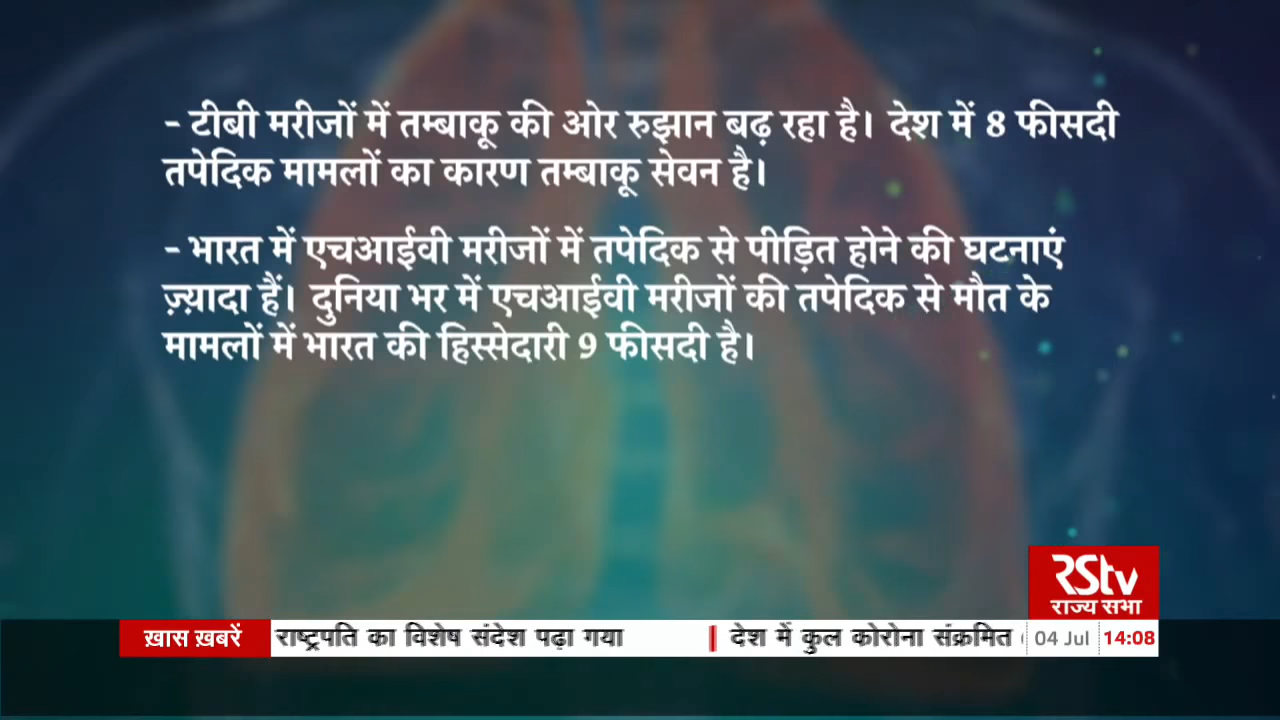 - टीबी मरीजों में तम्बाकू की ओर रुझान बढ़ रहा है। देश में 8 फीसदी
तपेदिक मामलों का कारण तम्बाकू सेवन है।
- भारत में एचआईवी मरीजों में तपेदिक से पीड़ित होने की घटनाएं
ज़्यादा हैं। दुनिया भर में एचआईवी मरीजों की तपेदिक से मौत के
मामलों में भारत की हिस्सेदारी 9 फीसदी है।
RStv
राज्य सभा
ख़ास ख़बरें राष्ट्रपति का विशेष संदेश पढ़ा गया देश में कुल कोरोना संक्रमित 04 Jul 14:08